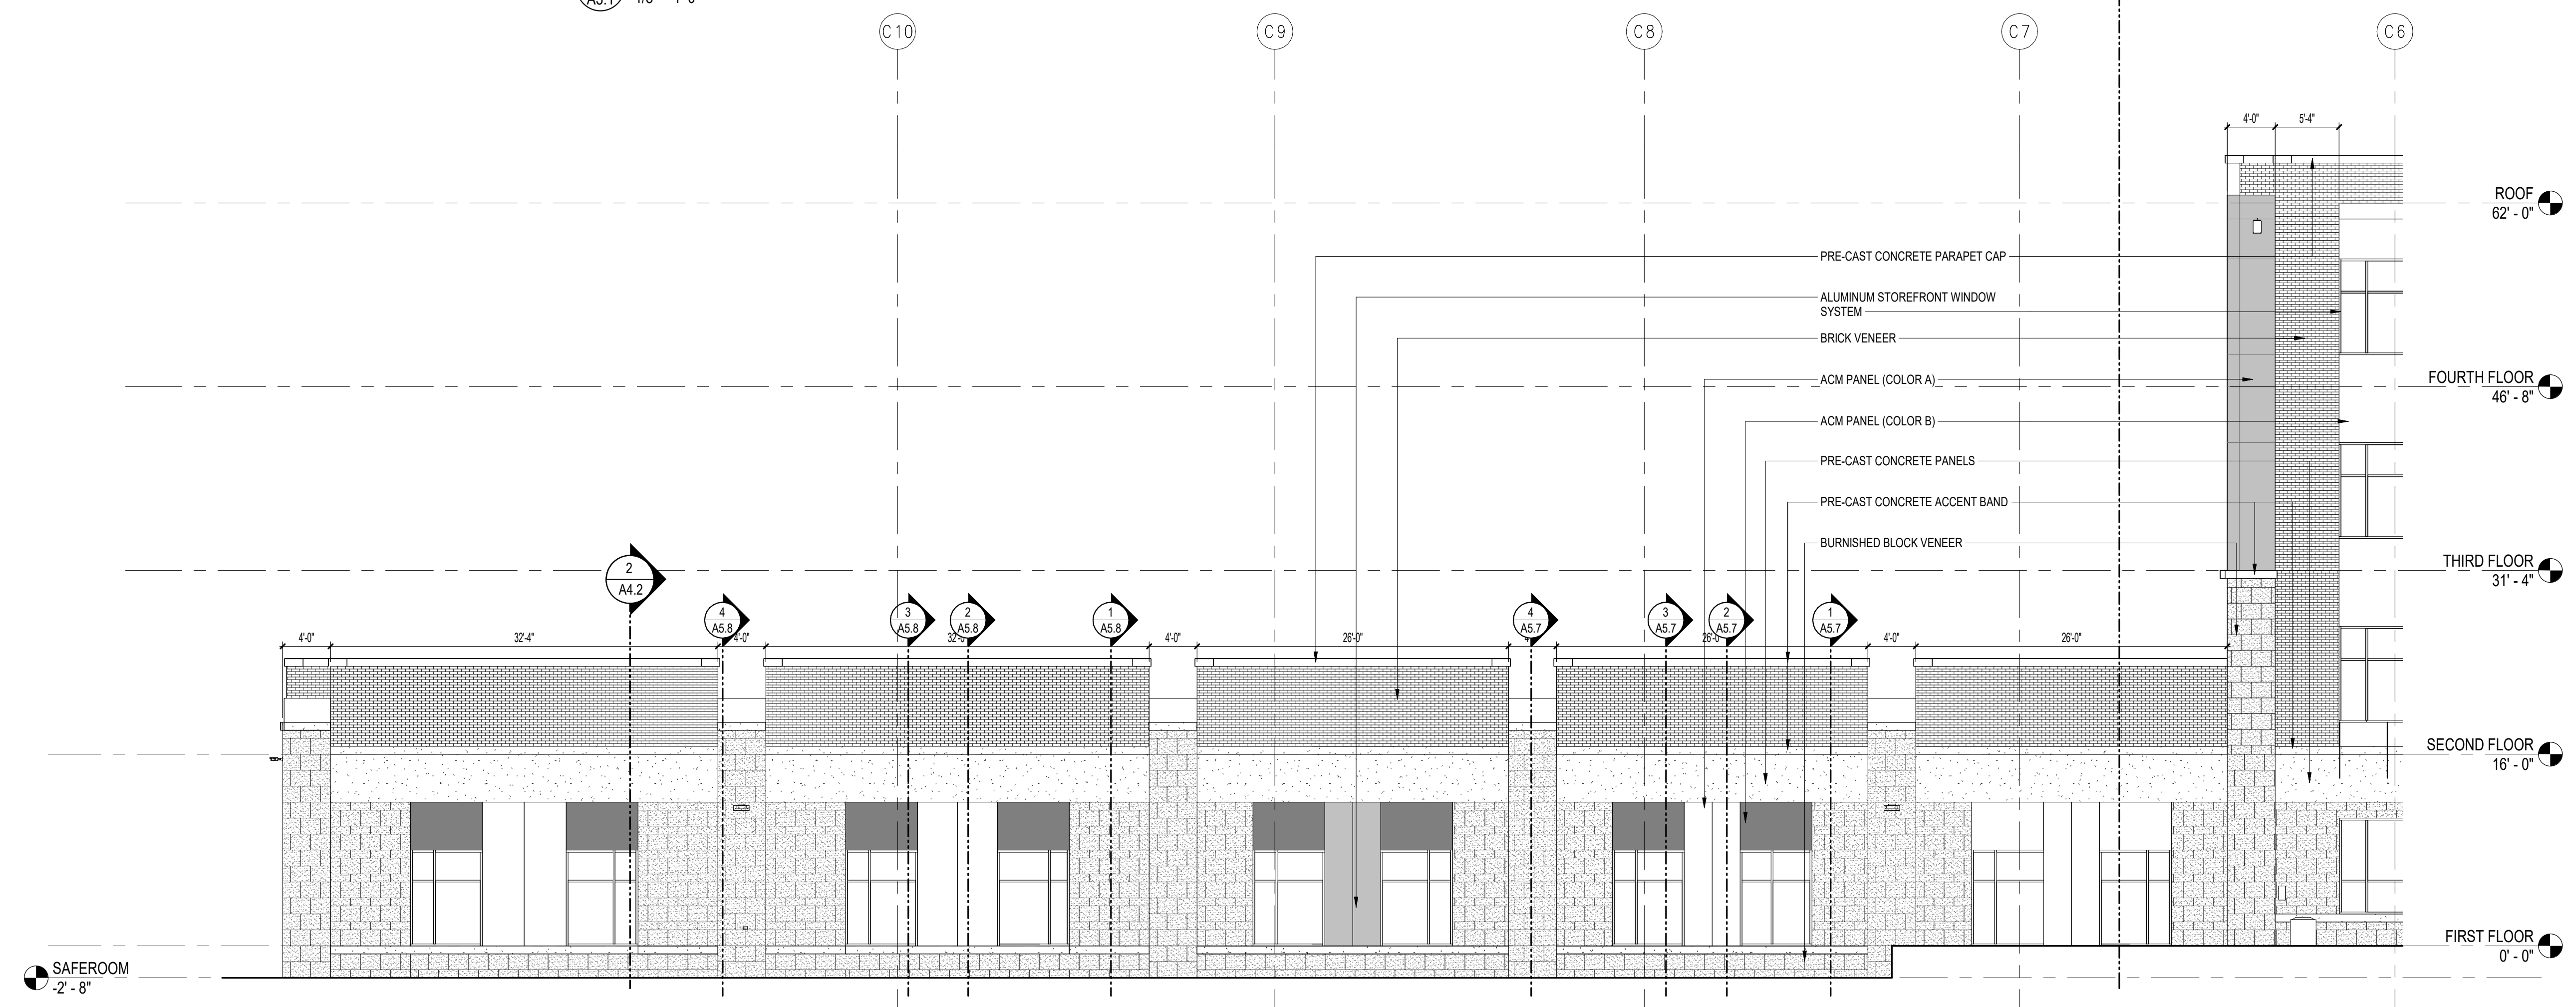 A5.1
C10
C9
C8
C7
C6
4'-0"
5'-4"
ROOF
62' - 0"
PRE-CAST CONCRETE PARAPET CAP
ALUMINUM STOREFRONT WINDOW
SYSTEM
BRICK VENEER
ACM PANEL (COLOR A)
FOURTH FLOOR
46' - 8"
ACM PANEL (COLOR B)
PRE-CAST CONCRETE PANELS
PRE-CAST CONCRETE ACCENT BAND
BURNISHED BLOCK VENEER
THIRD FLOOR
31' - 4"
2
A4.2
4
A5.8
3
A5.8
2
A5.8
1
A5.8
4
A5.7
3
A5.7
2
A5.7
1
A5.7
4'-0"
32'-4"
4'-0"
32'-0"
4'-0"
26'-0"
26'-0"
4'-0"
26'-0"
SECOND FLOOR
16' - 0"
FIRST FLOOR
0' - 0"
SAFEROOM
-2' - 8"